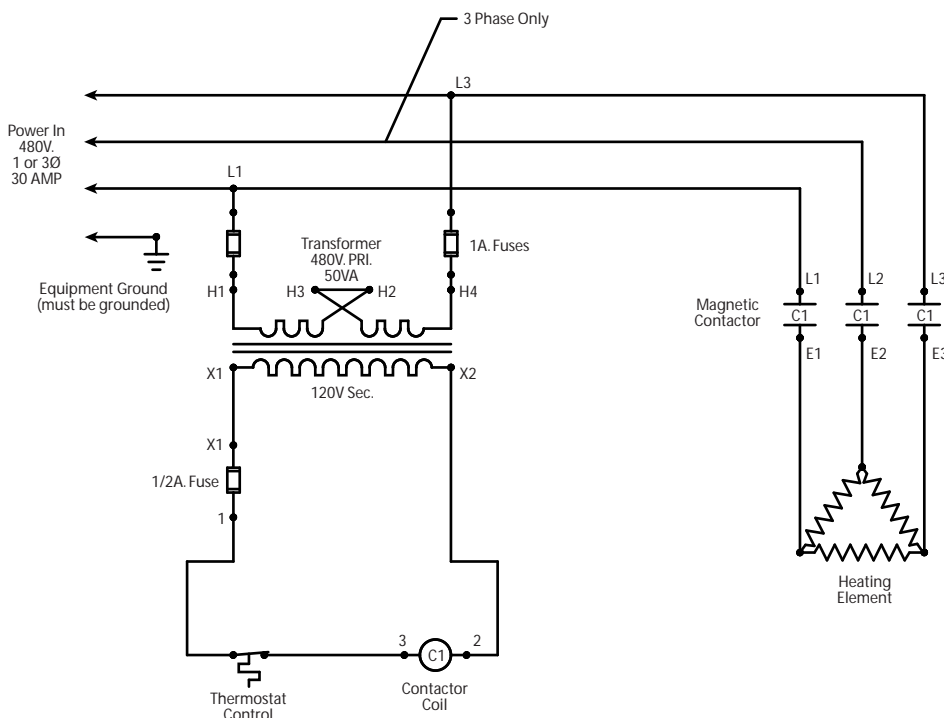 3 Phase Only
L3
Power In
480V.
1 or 3Ø
30 AMP
L1
Equipment Ground
(must be grounded)
Transformer
480V. PRI.
50VA
1A. Fuses
H1
H3
H2
H4
X1
X2
120V Sec.
X1
1/2A. Fuse
1
3
C1
2
Thermostat
Control
Contactor
Coil
Magnetic
Contactor
L1
L2
L3
C1
C1
C1
E1
E2
E3
Heating
Element